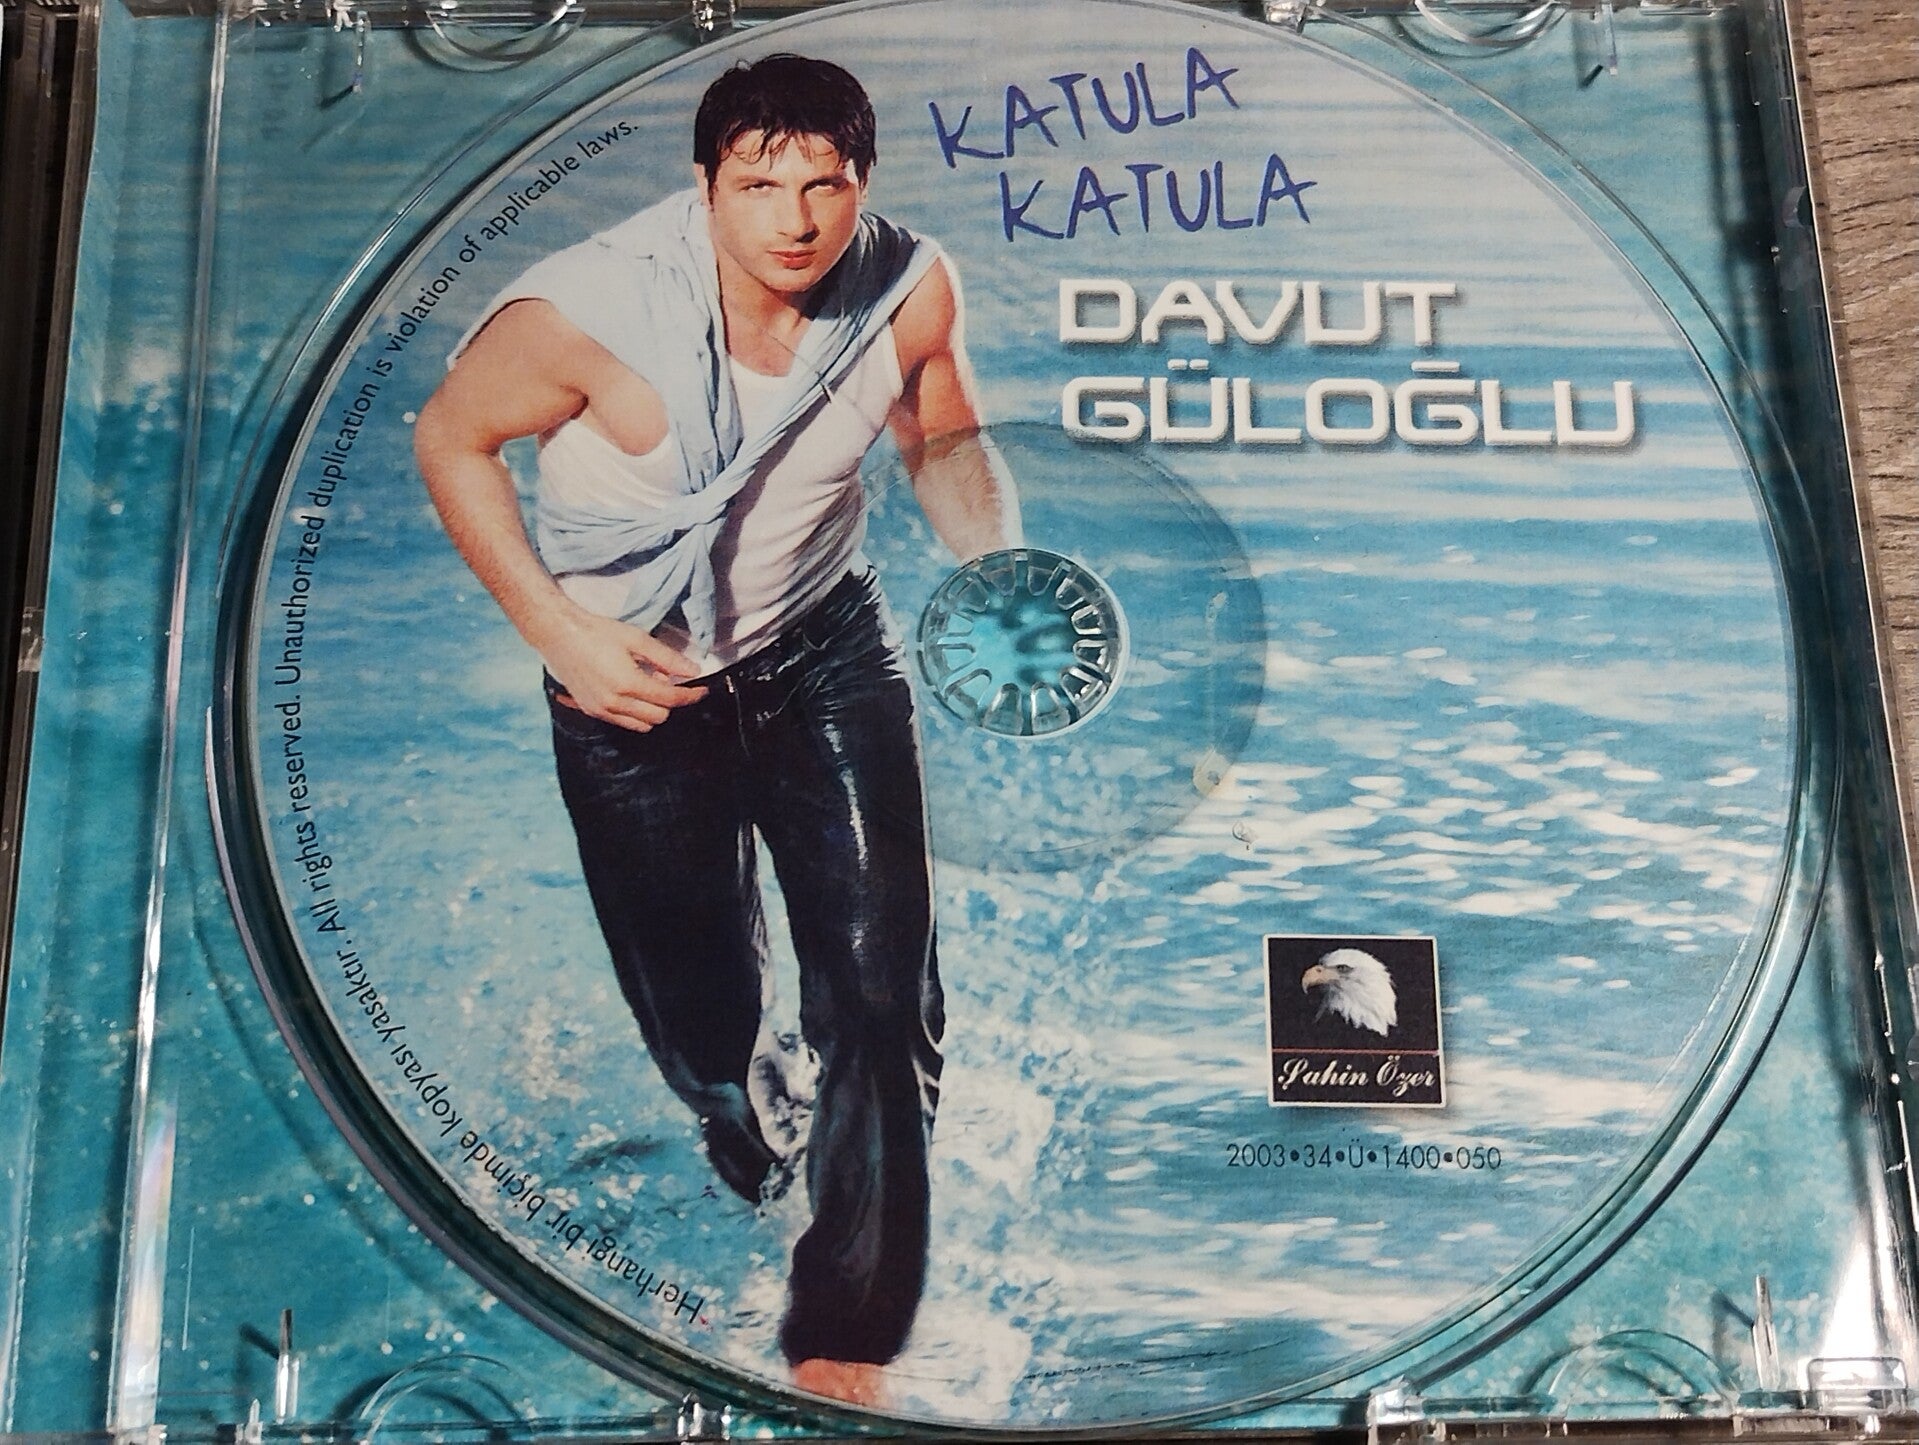 KATULA
KATULA
DAVUT
GÜLOĞLU
Şahin Özer
2003•34•Ü•1400•050
Herhangi bir biçimde kopyası yasaktır. All rights reserved. Unauthorized duplication is violation of applicable laws.